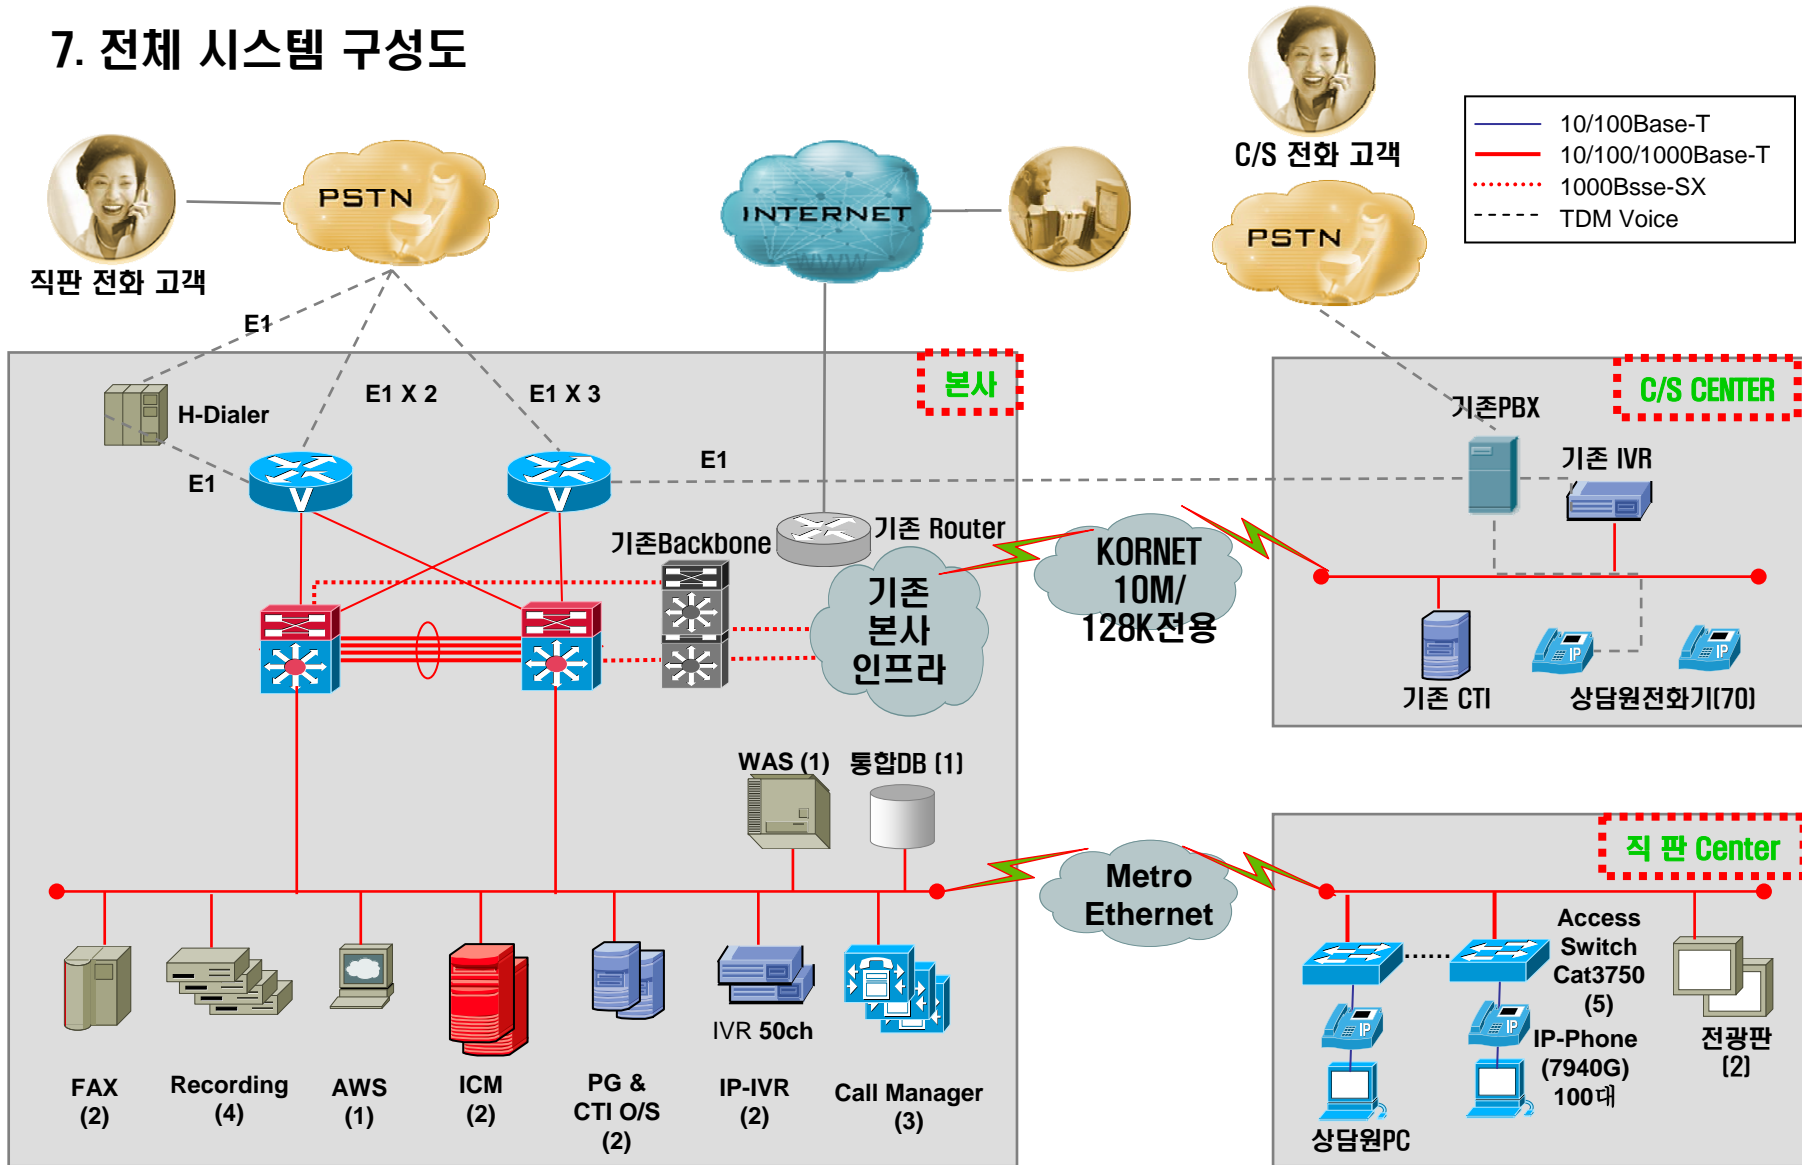 7. 전체 시스템 구성도
C/S 전화 고객
10/100Base-T
10/100/1000Base-T
1000Bsse-SX
TDM Voice
PSTN
INTERNET
WWW
PSTN
직판 전화 고객
E1
본사
C/S CENTER
H-Dialer
E1 X 2
E1 X 3
기존PBX
E1
V
V
E1
기존 IVR
기존Backbone
기존 Router
기존
본사
인프라
KORNET
10M/
128K전용
IP
IP
기존 CTI
상담원전화기(70)
WAS (1)
통합DB (1)
직 판 Center
Metro
Ethernet
Access
Switch
Cat3750
(5)
......
IP
IP
IP-Phone
(7940G)
100대
전광판
(2)
상담원PC
IVR 50ch
FAX
(2)
Recording
(4)
AWS
(1)
ICM
(2)
PG &
CTI O/S
(2)
IP-IVR
(2)
Call Manager
(3)